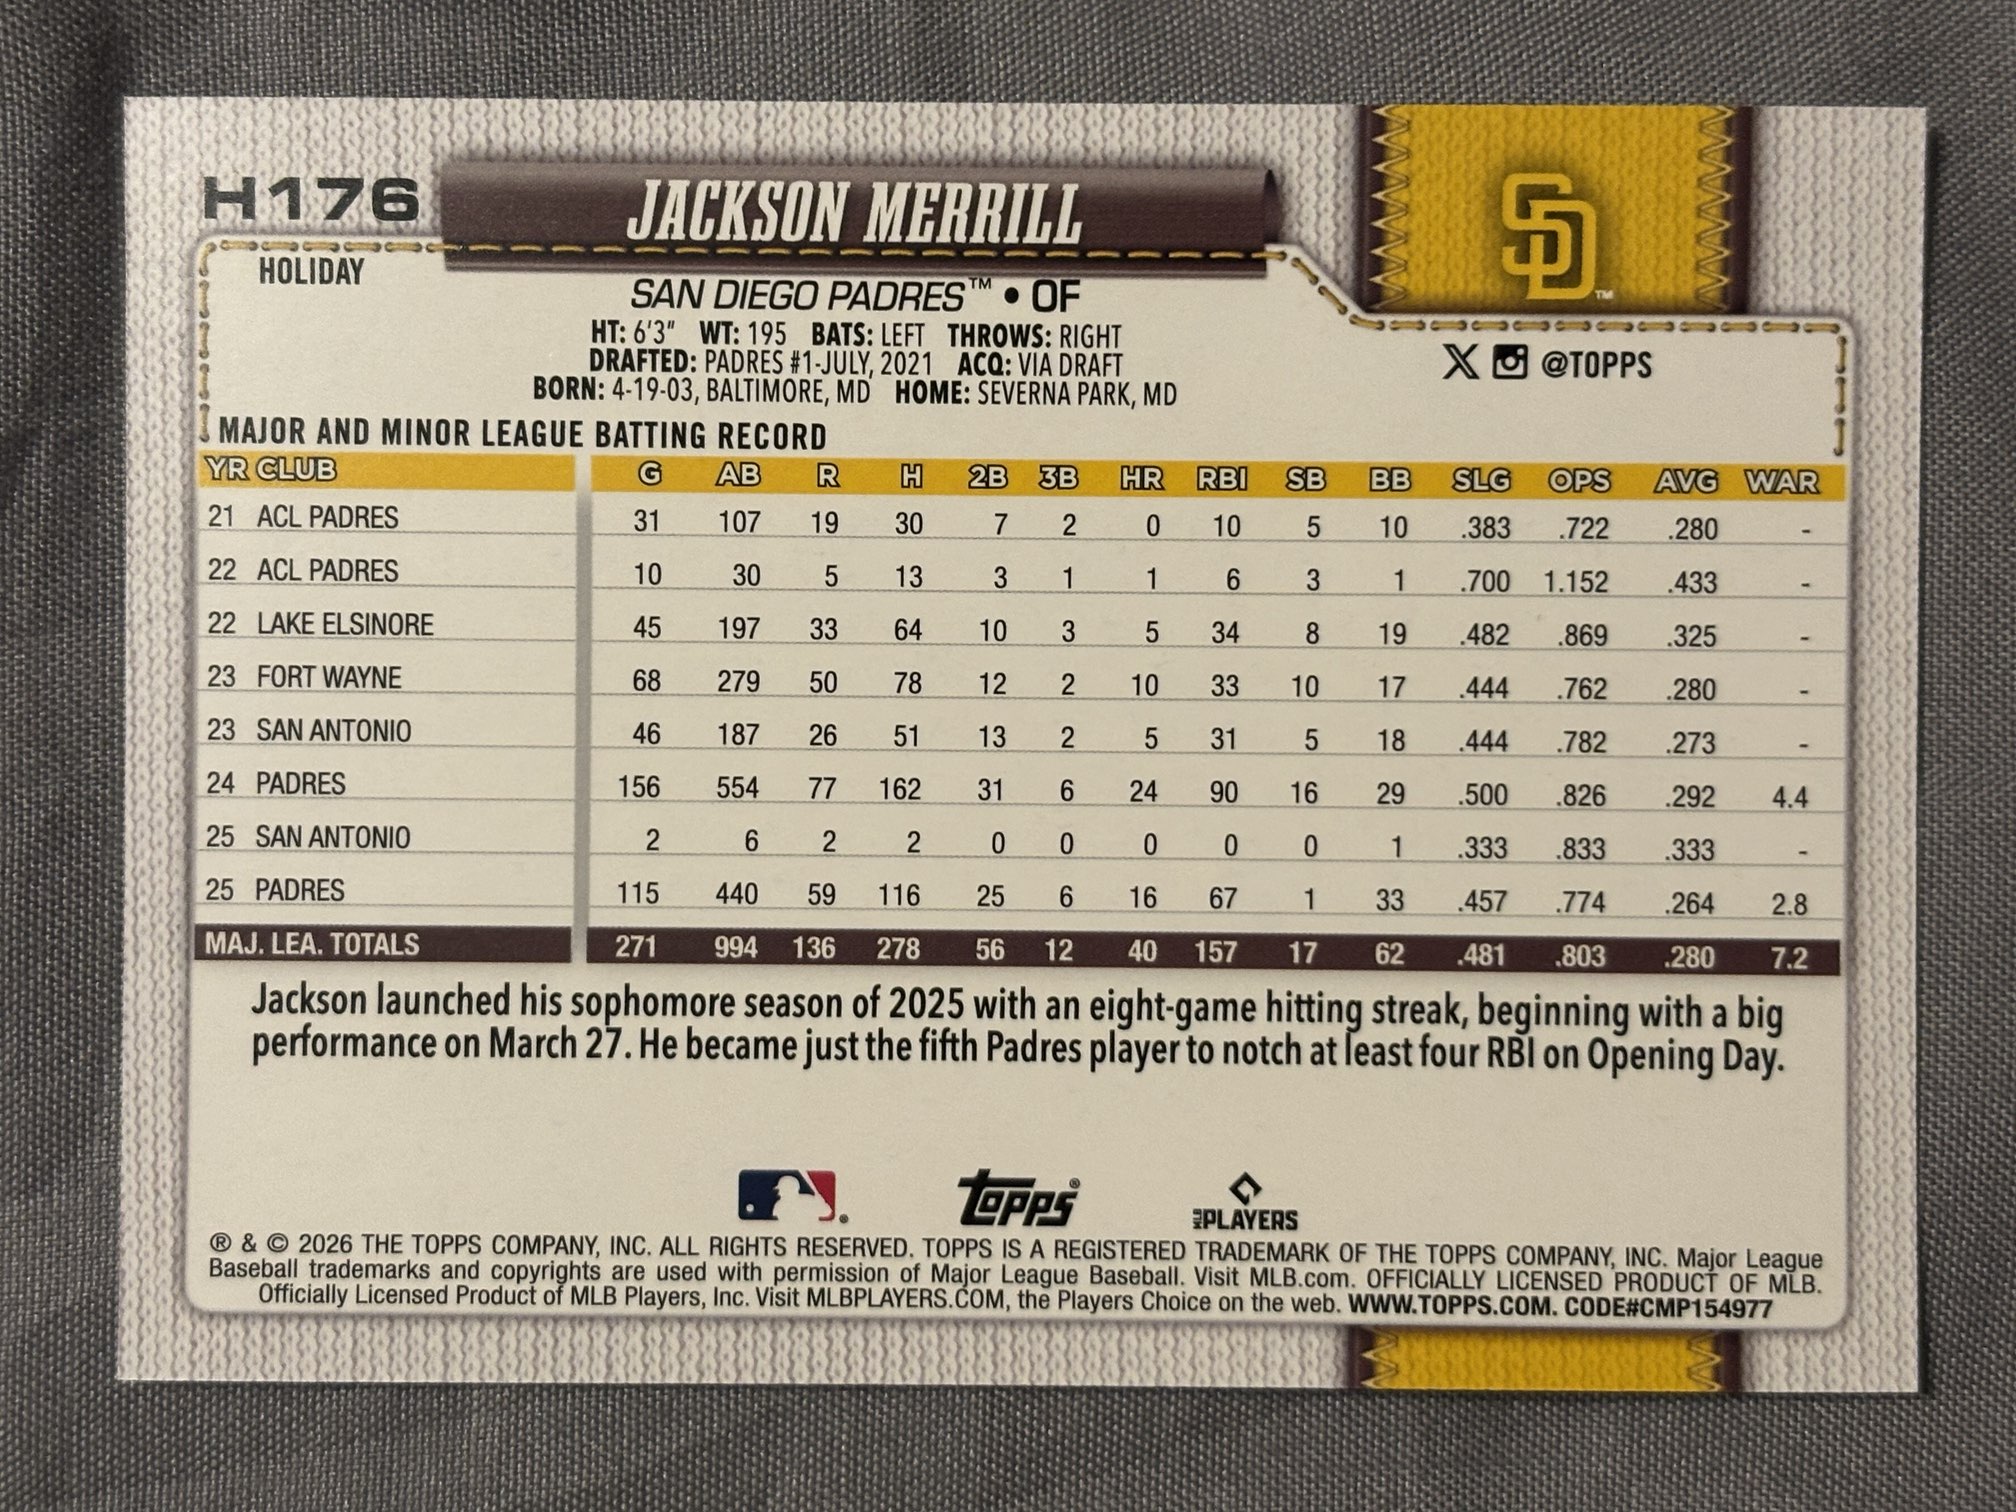 H176 JACKSON MERRILL
SD™
HOLIDAY
SAN DIEGO PADRES™ • OF
HT: 6'3" WT: 195 BATS: LEFT THROWS: RIGHT
DRAFTED: PADRES #1-JULY, 2021 ACQ: VIA DRAFT
BORN: 4-19-03, BALTIMORE, MD HOME: SEVERNA PARK, MD
X @TOPPS
MAJOR AND MINOR LEAGUE BATTING RECORD
YR CLUB G AB R H 2B 3B HR RBI SB BB SLG OPS AVG WAR
21 ACL PADRES 31 107 19 30 7 2 0 10 5 10 .383 .722 .280 -
22 ACL PADRES 10 30 5 13 3 1 1 6 3 1 .700 1.152 .433 -
22 LAKE ELSINORE 45 197 33 64 10 3 5 34 8 19 .482 .869 .325 -
23 FORT WAYNE 68 279 50 78 12 2 10 33 10 17 .444 .762 .280 -
23 SAN ANTONIO 46 187 26 51 13 2 5 31 5 18 .444 .782 .273 -
24 PADRES 156 554 77 162 31 6 24 90 16 29 .500 .826 .292 4.4
25 SAN ANTONIO 2 6 2 2 0 0 0 0 0 1 .333 .833 .333 -
25 PADRES 115 440 59 116 25 6 16 67 1 33 .457 .774 .264 2.8
MAJ. LEA. TOTALS 271 994 136 278 56 12 40 157 17 62 .481 .803 .280 7.2
Jackson launched his sophomore season of 2025 with an eight-game hitting streak, beginning with a big
performance on March 27. He became just the fifth Padres player to notch at least four RBI on Opening Day.
Topps®
MLB PLAYERS
® & © 2026 THE TOPPS COMPANY, INC. ALL RIGHTS RESERVED. TOPPS IS A REGISTERED TRADEMARK OF THE TOPPS COMPANY, INC. Major League
Baseball trademarks and copyrights are used with permission of Major League Baseball. Visit MLB.com. OFFICIALLY LICENSED PRODUCT OF MLB.
Officially Licensed Product of MLB Players, Inc. Visit MLBPLAYERS.COM, the Players Choice on the web. WWW.TOPPS.COM. CODE#CMP154977